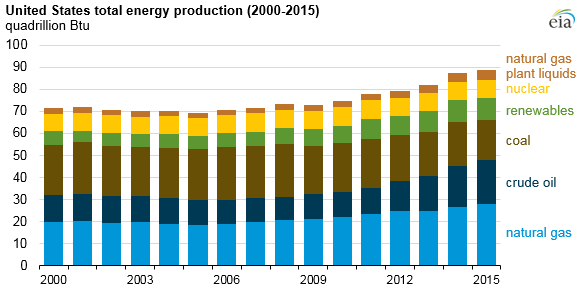 United States total energy production (2000-2015)
quadrillion Btu
eia
100
90
80
70
60
50
40
30
20
10
0
natural gas
plant liquids
nuclear
renewables
coal
crude oil
natural gas
2000 2003 2006 2009 2012 2015